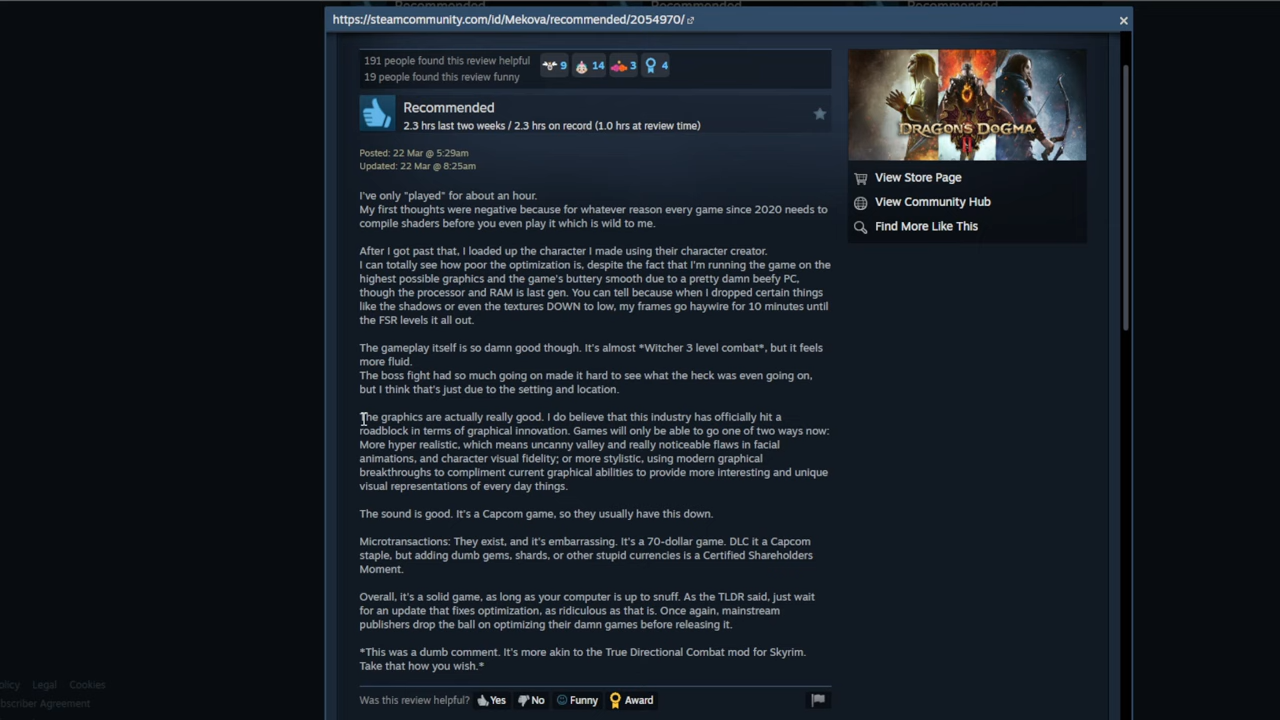 https://steamcommunity.com/id/Mekova/recommended/2054970/
191 people found this review helpful
19 people found this review funny
9 14 3 4
Recommended
2.3 hrs last two weeks / 2.3 hrs on record (1.0 hrs at review time)
Posted: 22 Mar @ 5:29am
Updated: 22 Mar @ 8:25am
I've only "played" for about an hour.
My first thoughts were negative because for whatever reason every game since 2020 needs to
compile shaders before you even play it which is wild to me.
After I got past that, I loaded up the character I made using their character creator.
I can totally see how poor the optimization is, despite the fact that I'm running the game on the
highest possible graphics and the game's buttery smooth due to a pretty damn beefy PC,
though the processor and RAM is last gen. You can tell because when I dropped certain things
like the shadows or even the textures DOWN to low, my frames go haywire for 10 minutes until
the FSR levels it all out.
The gameplay itself is so damn good though. It's almost *Witcher 3 level combat*, but it feels
more fluid.
The boss fight had so much going on made it hard to see what the heck was even going on,
but I think that's just due to the setting and location.
The graphics are actually really good. I do believe that this industry has officially hit a
roadblock in terms of graphical innovation. Games will only be able to go one of two ways now:
More hyper realistic, which means uncanny valley and really noticeable flaws in facial
animations, and character visual fidelity; or more stylistic, using modern graphical
breakthroughs to compliment current graphical abilities to provide more interesting and unique
visual representations of every day things.
The sound is good. It's a Capcom game, so they usually have this down.
Microtransactions: They exist, and it's embarrassing. It's a 70-dollar game. DLC it a Capcom
staple, but adding dumb gems, shards, or other stupid currencies is a Certified Shareholders
Moment.
Overall, it's a solid game, as long as your computer is up to snuff. As the TLDR said, just wait
for an update that fixes optimization, as ridiculous as that is. Once again, mainstream
publishers drop the ball on optimizing their damn games before releasing it.
*This was a dumb comment. It's more akin to the True Directional Combat mod for Skyrim.
Take that how you wish.*
Was this review helpful? Yes No Funny Award
DRAGON'S DOGMA
II
View Store Page
View Community Hub
Find More Like This
Legal Cookies
Agreement